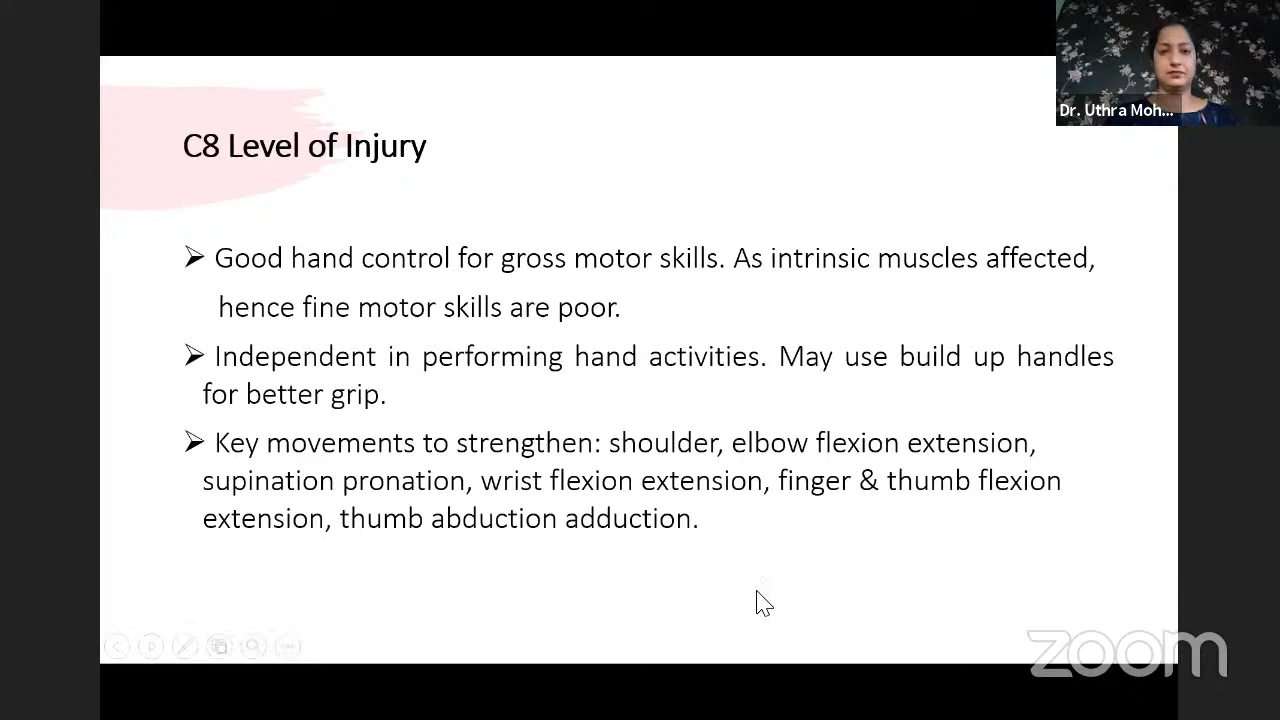 Dr. Uthra Moh...
C8 Level of Injury
➢ Good hand control for gross motor skills. As intrinsic muscles affected,
hence fine motor skills are poor.
➢ Independent in performing hand activities. May use build up handles
for better grip.
➢ Key movements to strengthen: shoulder, elbow flexion extension,
supination pronation, wrist flexion extension, finger & thumb flexion
extension, thumb abduction adduction.
zoom